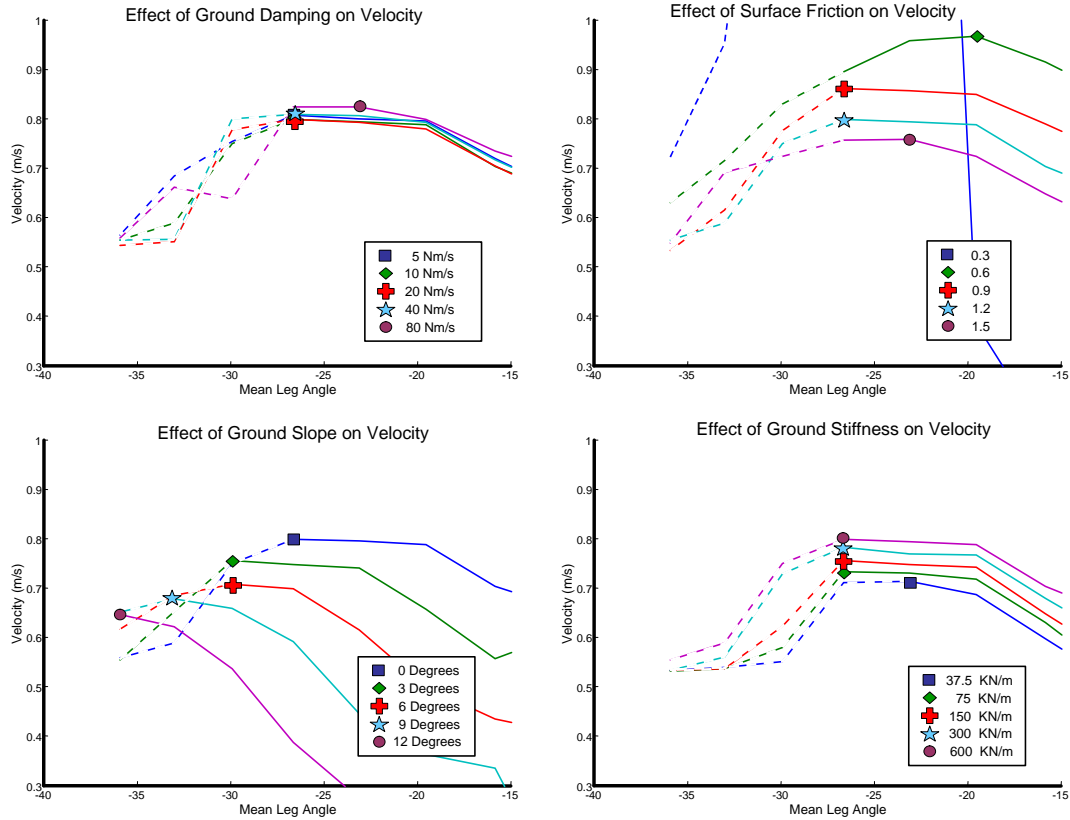 Effect of Ground Damping on Velocity
1
0.9
0.8
0.7
0.6
0.5
0.4
0.3
Velocity (m/s)
5 Nm/s
10 Nm/s
20 Nm/s
40 Nm/s
80 Nm/s
-40 -35 -30 -25 -20 -15
Mean Leg Angle
Effect of Surface Friction on Velocity
1
0.9
0.8
0.7
0.6
0.5
0.4
0.3
Velocity (m/s)
0.3
0.6
0.9
1.2
1.5
-40 -35 -30 -25 -20 -15
Mean Leg Angle
Effect of Ground Slope on Velocity
1
0.9
0.8
0.7
0.6
0.5
0.4
0.3
Velocity (m/s)
0 Degrees
3 Degrees
6 Degrees
9 Degrees
12 Degrees
-40 -35 -30 -25 -20 -15
Mean Leg Angle
Effect of Ground Stiffness on Velocity
1
0.9
0.8
0.7
0.6
0.5
0.4
0.3
Velocity (m/s)
37.5 KN/m
75 KN/m
150 KN/m
300 KN/m
600 KN/m
-40 -35 -30 -25 -20 -15
Mean Leg Angle